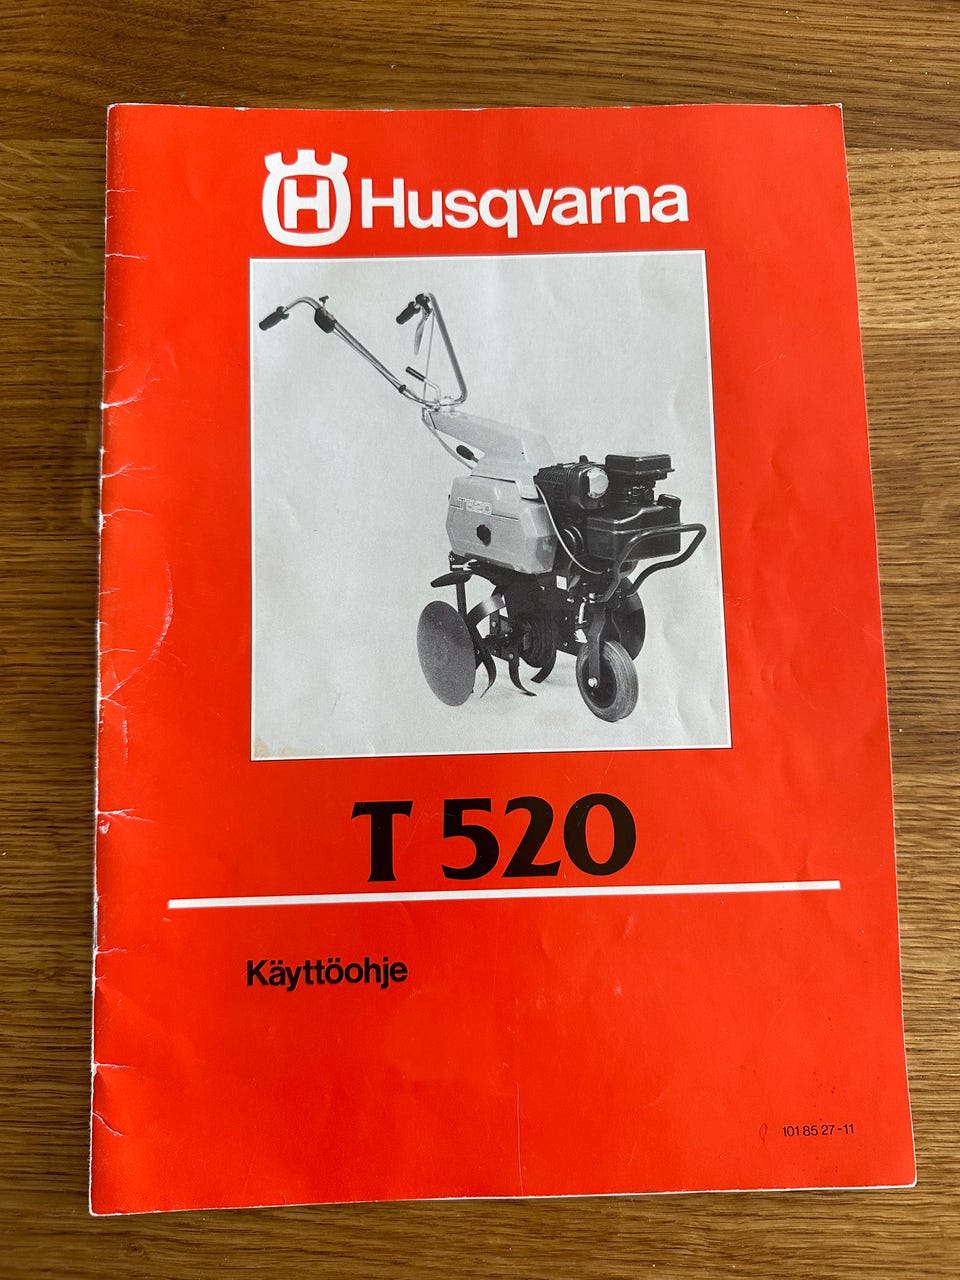 H Husqvarna
T520
T 520
Käyttöohje
101 85 27-11